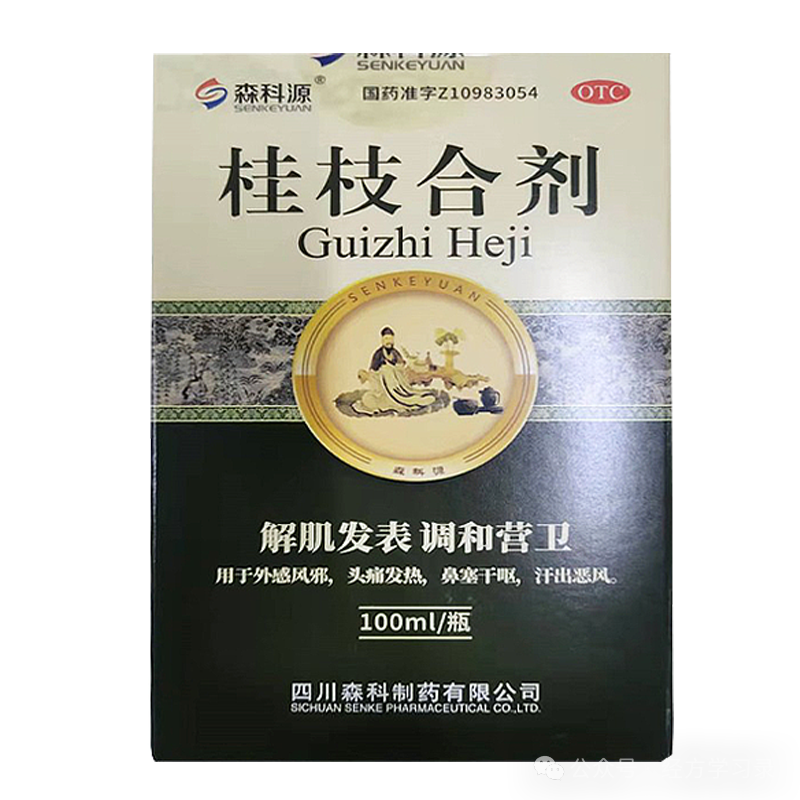 SENKEYUAN
森科源®
SENKEYUAN
国药准字Z10983054
OTC
桂枝合剂
Guizhi Heji
SENKEYUAN
森科源
解肌发表 调和营卫
用于外感风邪，头痛发热，鼻塞干呕，汗出恶风。
100ml/瓶
四川森科制药有限公司
SICHUAN SENKE PHARMACEUTICAL CO.,LTD.